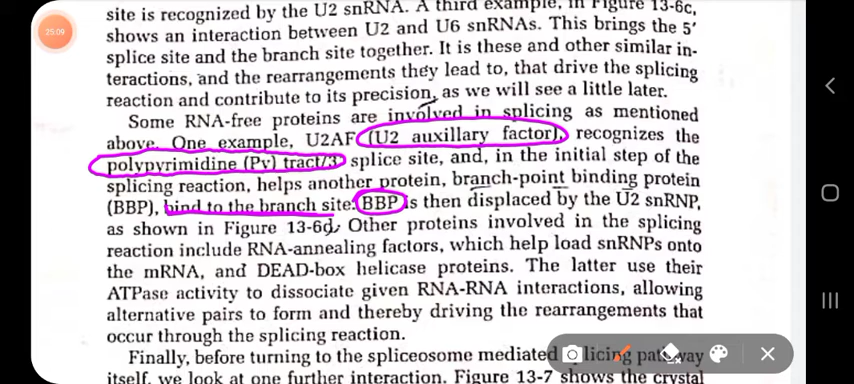 25:09
site is recognized by the U2 snRNA. A third example, in Figure 13-6c,
shows an interaction between U2 and U6 snRNAs. This brings the 5′
splice site and the branch site together. It is these and other similar in-
teractions, and the rearrangements they lead to, that drive the splicing
reaction and contribute to its precision, as we will see a little later.
Some RNA-free proteins are involved in splicing as mentioned
above. One example, U2AF (U2 auxillary factor), recognizes the
polypyrimidine (Py) tract/3′ splice site, and, in the initial step of the
splicing reaction, helps another protein, branch-point binding protein
(BBP), bind to the branch site. BBP is then displaced by the U2 snRNP,
as shown in Figure 13-6d. Other proteins involved in the splicing
reaction include RNA-annealing factors, which help load snRNPs onto
the mRNA, and DEAD-box helicase proteins. The latter use their
ATPase activity to dissociate given RNA-RNA interactions, allowing
alternative pairs to form and thereby driving the rearrangements that
occur through the splicing reaction.
Finally, before turning to the spliceosome mediated splicing pathway
itself, we look at one further interaction. Figure 13-7 shows the crystal